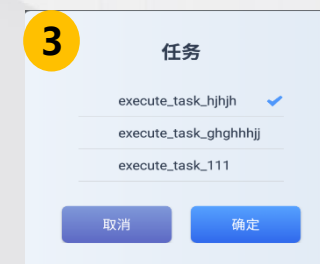 3
任务
execute_task_hjhjh
execute_task_ghghhhjj
execute_task_111
取消 确定